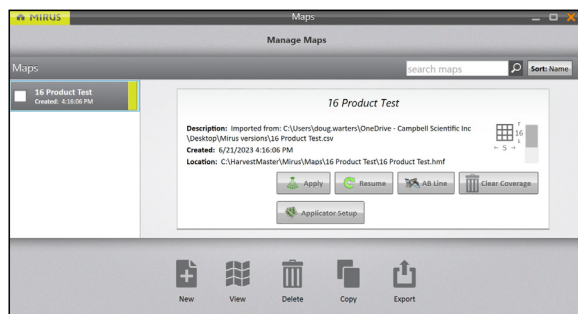 MIRUS
Maps
Manage Maps
Maps
search maps
Sort: Name
16 Product Test
Created: 4:16:06 PM
16 Product Test
Description: Imported from: C:\Users\doug.warters\OneDrive - Campbell Scientific Inc
\Desktop\Mirus versions\16 Product Test.csv
Created: 6/21/2023 4:16:06 PM
Location: C:\HarvestMaster\Mirus\Maps\16 Product Test\16 Product Test.hmf
16
← 5 →
Apply
Resume
AB Line
Clear Coverage
Applicator Setup
New
View
Delete
Copy
Export